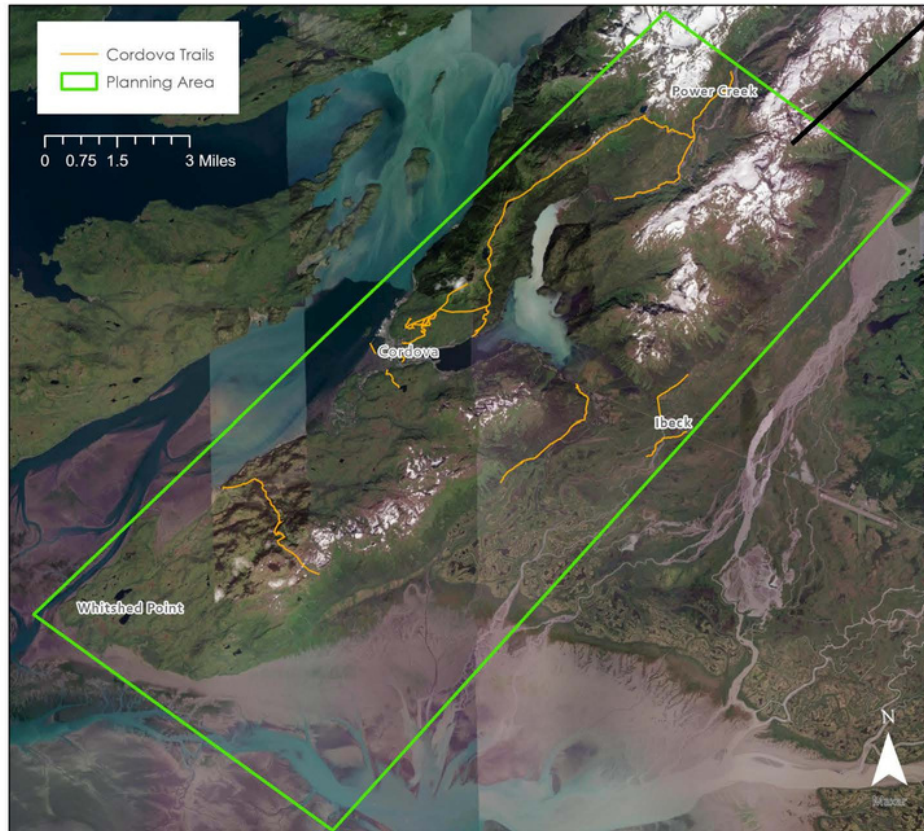 Cordova Trails
Planning Area
0 0.75 1.5 3 Miles
Power Creek
Cordova
Ibeck
Whitshed Point
N
Maxar